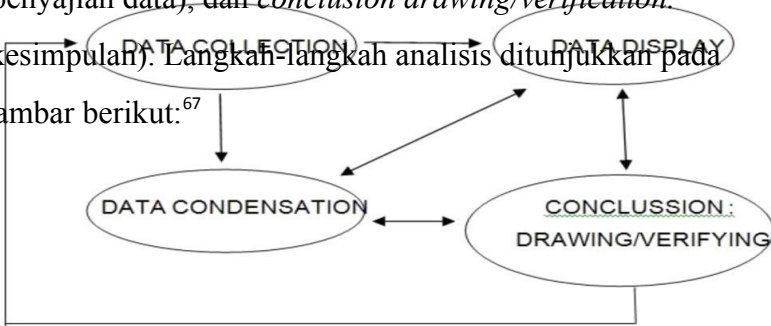 penyajian data), dan conclusion drawing/verification.
DATA COLLECTION
DATA DISPLAY
kesimpulan). Langkah-langkah analisis ditunjukkan pada
ambar berikut:67
DATA CONDENSATION
CONCLUSSION :
DRAWING/VERIFYING